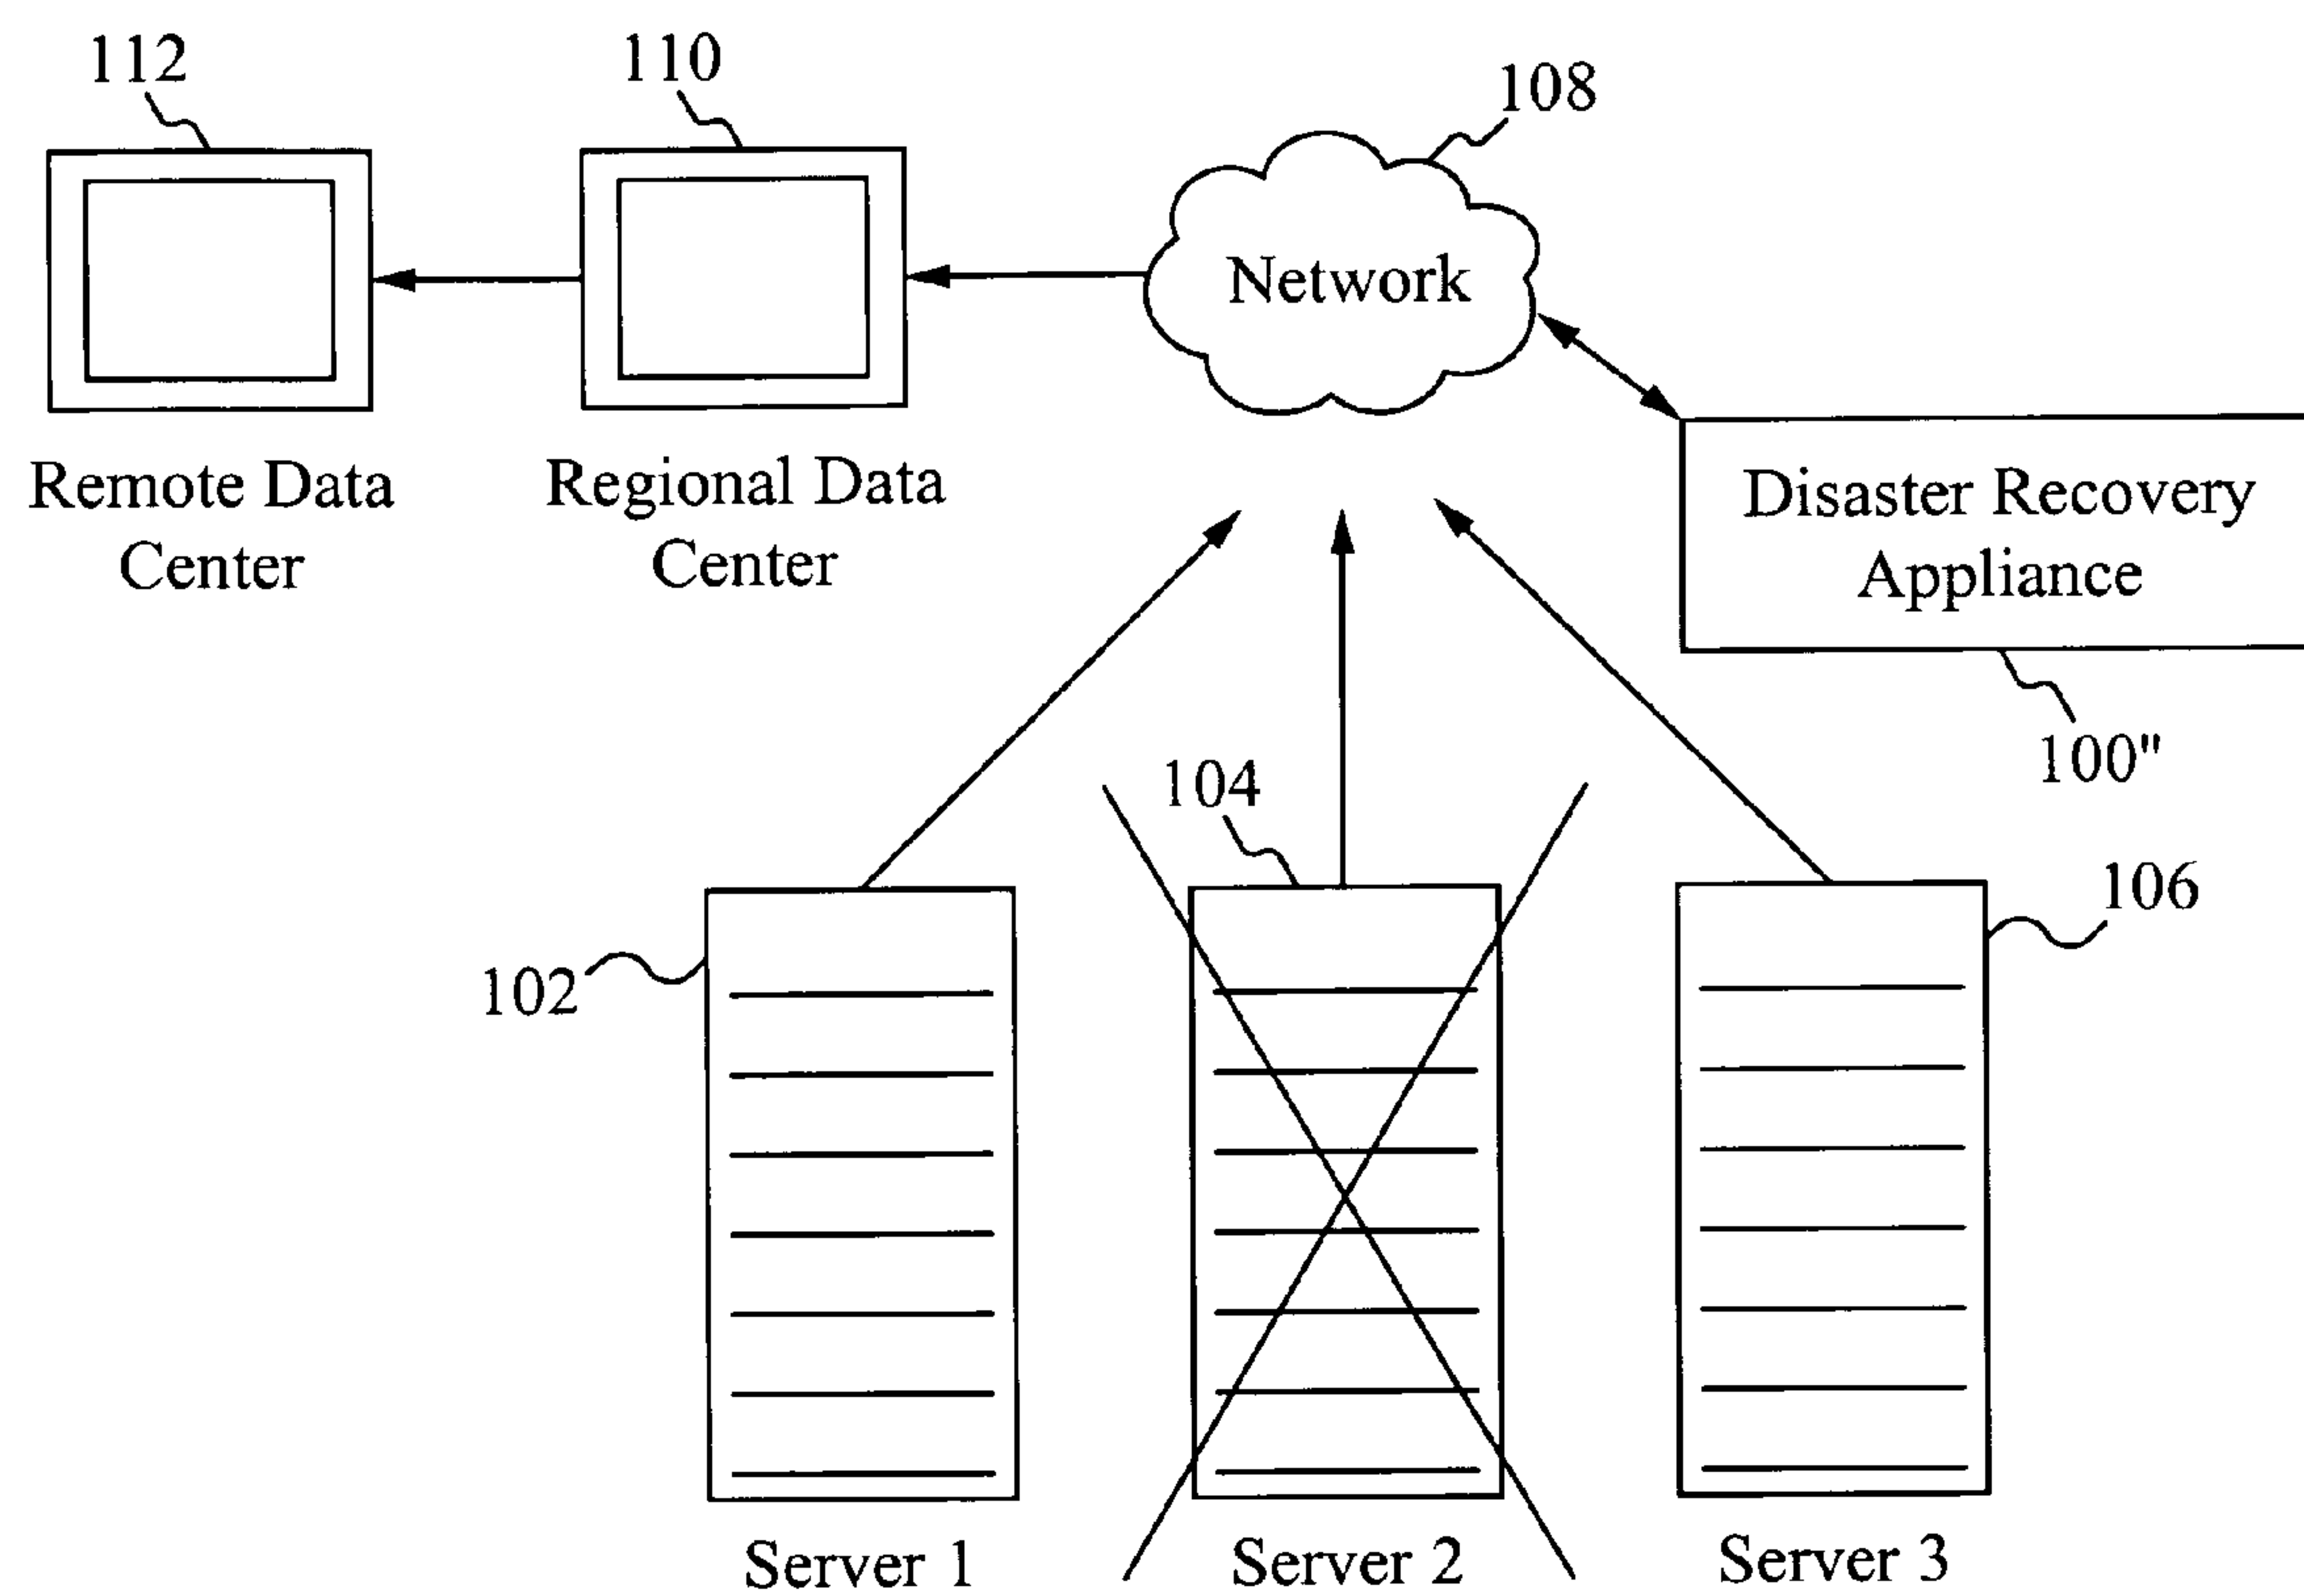 112
110
108
Network
Remote Data
Center
Regional Data
Center
Disaster Recovery
Appliance
100"
104
106
102
Server 1
Server 2
Server 3